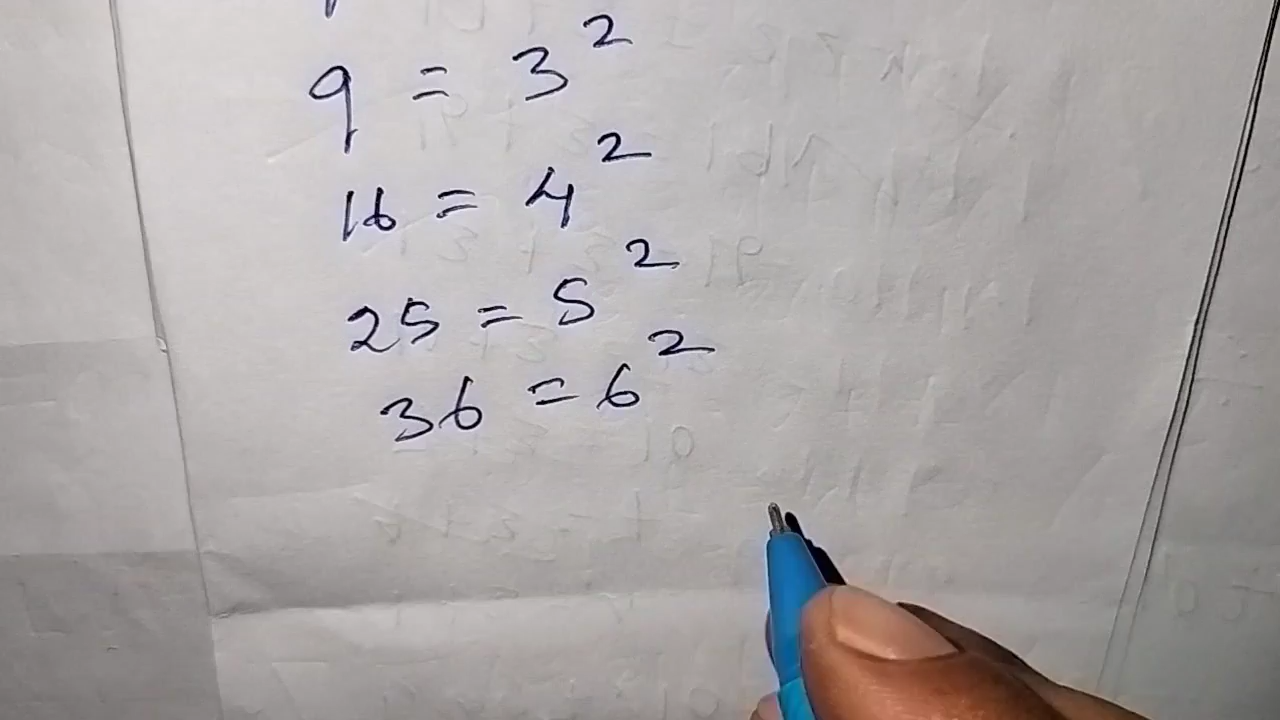 9 = 3²
16 = 4²
25 = 5²
36 = 6²